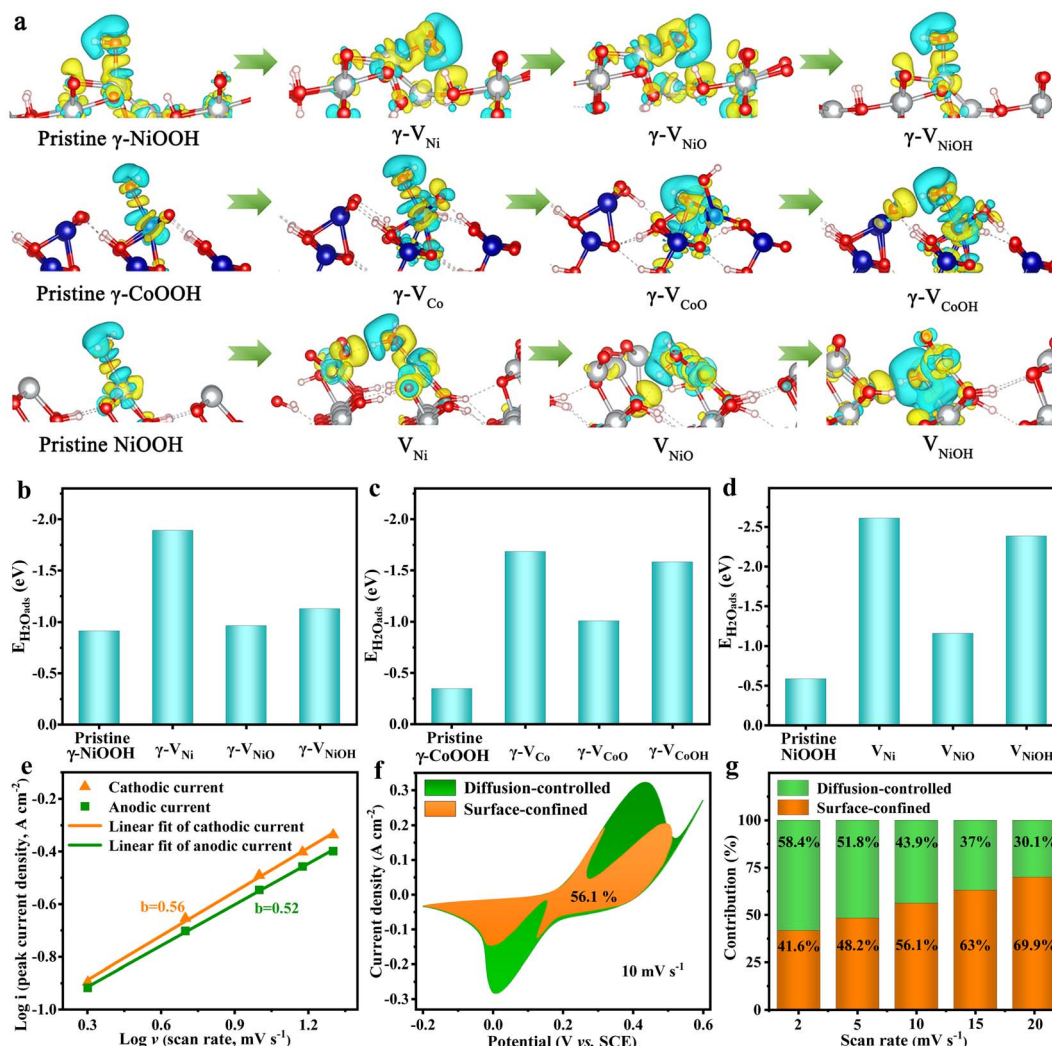 a
Pristine γ-NiOOH
γ-V_Ni
γ-V_NiO
γ-V_NiOH
Pristine γ-CoOOH
γ-V_Co
γ-V_CoO
γ-V_CoOH
Pristine NiOOH
V_Ni
V_NiO
V_NiOH
b
E_H2Oads (eV)
-2.0
-1.5
-1.0
-0.5
0.0
Pristine
γ-NiOOH
γ-V_Ni
γ-V_NiO
γ-V_NiOH
c
E_H2Oads (eV)
-2.0
-1.5
-1.0
-0.5
0.0
Pristine
γ-CoOOH
γ-V_Co
γ-V_CoO
γ-V_CoOH
d
E_H2Oads (eV)
-2.5
-2.0
-1.5
-1.0
-0.5
0.0
Pristine
NiOOH
V_Ni
V_NiO
V_NiOH
e
Log i (peak current density, A cm⁻²)
-0.2
-0.4
-0.6
-0.8
-1.0
Cathodic current
Anodic current
Linear fit of cathodic current
Linear fit of anodic current
b=0.56
b=0.52
0.3
0.6
0.9
1.2
Log ν (scan rate, mV s⁻¹)
f
Current density (A cm⁻²)
0.3
0.2
0.1
0.0
-0.1
-0.2
-0.3
Diffusion-controlled
Surface-confined
56.1 %
10 mV s⁻¹
-0.2
0.0
0.2
0.4
0.6
Potential (V vs. SCE)
g
Contribution (%)
100
75
50
25
0
Diffusion-controlled
Surface-confined
58.4%
51.8%
43.9%
37%
30.1%
41.6%
48.2%
56.1%
63%
69.9%
2
5
10
15
20
Scan rate (mV s⁻¹)